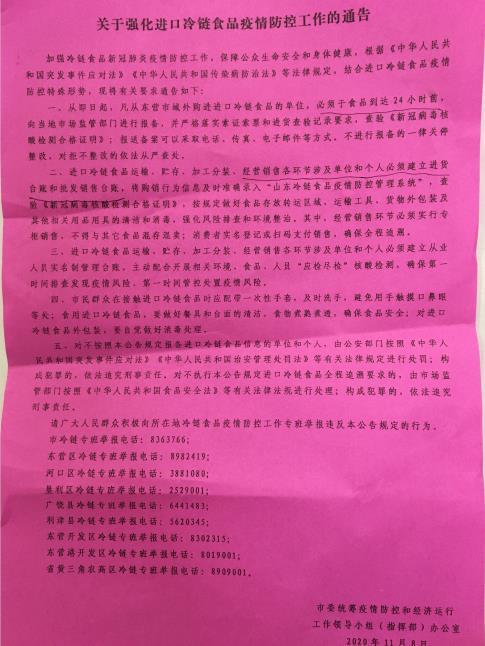 关于强化进口冷链食品疫情防控工作的通告
加强冷链食品新冠肺炎疫情防控工作，保障公众生命安全和身体健康，根据《中华人民共
和国突发事件应对法》《中华人民共和国传染病防治法》等法律规定，结合进口冷链食品疫情
防控特殊形势，现将有关要求通告如下：
一、从即日起，凡从东营市域外购进进口冷链食品的单位，必须于食品到达24小时前，
向当地市场监管部门进行报备，并严格落实索证索票和进货查验记录要求，查验《新冠病毒核
酸检测合格证明》；报送备案可以采取电话、传真、电子邮件等方式。不进行报备的一律关停
整改，对拒不整改的依法从严查处。
二、进口冷链食品运输、贮存、加工分装、经营销售各环节涉及单位和个人必须建立进货
台账和批发销售台账，将购销行为信息及时准确录入“山东冷链食品疫情防控管理系统”，查
验《新冠病毒核酸检测合格证明》，按规定做好食品存放转运区域、运输工具、货物外包装及
其他相关用品用具的清洁和消毒，强化风险排查和环境整治。其中，经营销售环节必须实行专
柜销售，不得与其它食品混存混卖；消费者实名登记或扫码支付销售，确保全程追溯。
三、进口冷链食品运输、贮存、加工分装、经营销售各环节涉及单位和个人必须建立从业
人员实名制管理台账，主动配合开展相关环境、食品、人员“应检尽检”核酸检测，确保第一
时间排查发现疫情风险、第一时间管控处置疫情风险。
四、市民群众在接触进口冷链食品时应配带一次性手套，及时洗手，避免用手触摸口鼻眼
等处；食用进口冷链食品，要做好餐具和台面的清洁，食物煮熟煮透，确保食品安全；对进口
冷链食品外包装，要自觉做好消毒处理。
五、对不按照本公告规定报备进口冷链食品信息的单位和个人，由公安部门按照《中华人
民共和国突发事件应对法》《中华人民共和国治安管理处罚法》等有关法律规定进行处罚；构
成犯罪的，依法追究刑事责任。对不执行本公告规定进口冷链食品全程追溯要求的，由市场监
管部门按照《中华人民共和国食品安全法》等有关法律法规进行处理；构成犯罪的，依法追究
刑事责任。
请广大人民群众积极向所在地冷链食品疫情防控工作专班举报违反本公告规定的行为。
市冷链专班举报电话：8363766；
东营区冷链专班举报电话：8982419；
河口区冷链专班举报电话：3881080；
垦利区冷链专班举报电话：2529001；
广饶县冷链专班举报电话：6441483；
利津县冷链专班举报电话：5620345；
东营开发区冷链专班举报电话：8302315；
东营港开发区冷链专班举报电话：8019001；
省黄三角农高区冷链专班举报电话：8909001。
市委统筹疫情防控和经济运行
工作领导小组（指挥部）办公室
2020年11月8日